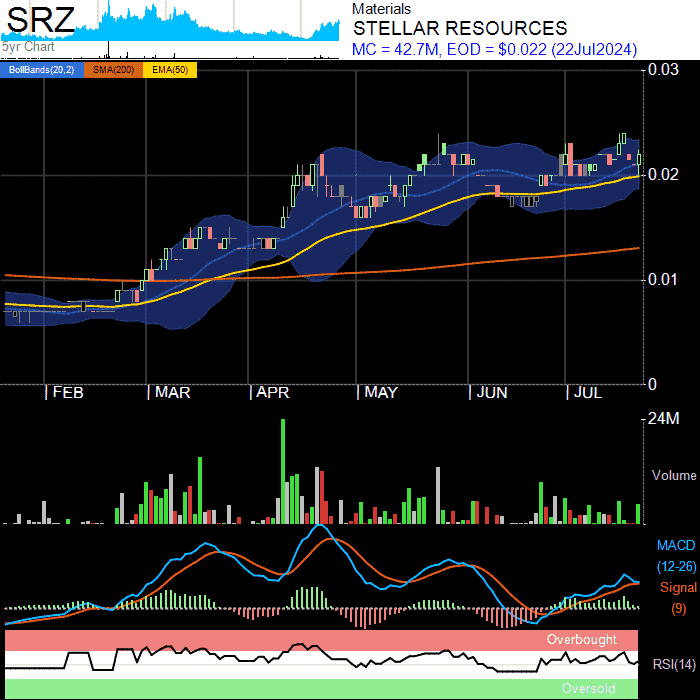 SRZ
5yr Chart
Materials
STELLAR RESOURCES
MC = 42.7M, EOD = $0.022 (22Jul2024)
BollBands(20,2) SMA(200) EMA(50)
0.03
0.02
0.01
0
FEB MAR APR MAY JUN JUL
24M
Volume
MACD
(12-26)
Signal
(9)
Overbought
RSI(14)
Oversold